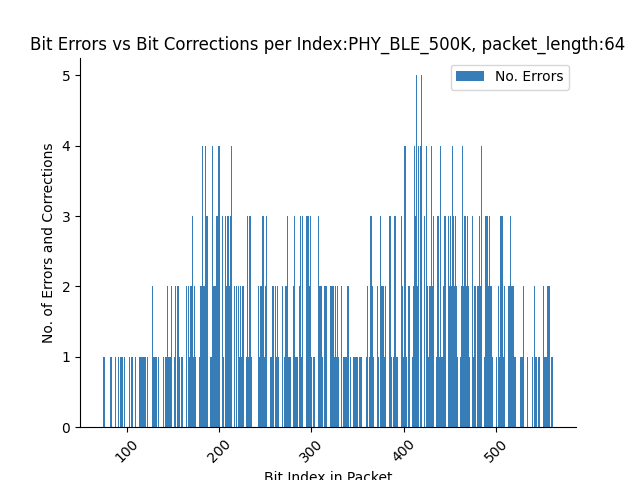 Bit Errors vs Bit Corrections per Index:PHY_BLE_500K, packet_length:64
No. Errors
No. of Errors and Corrections
5
4
3
2
1
0
100
200
300
400
500
Bit Index in Packet